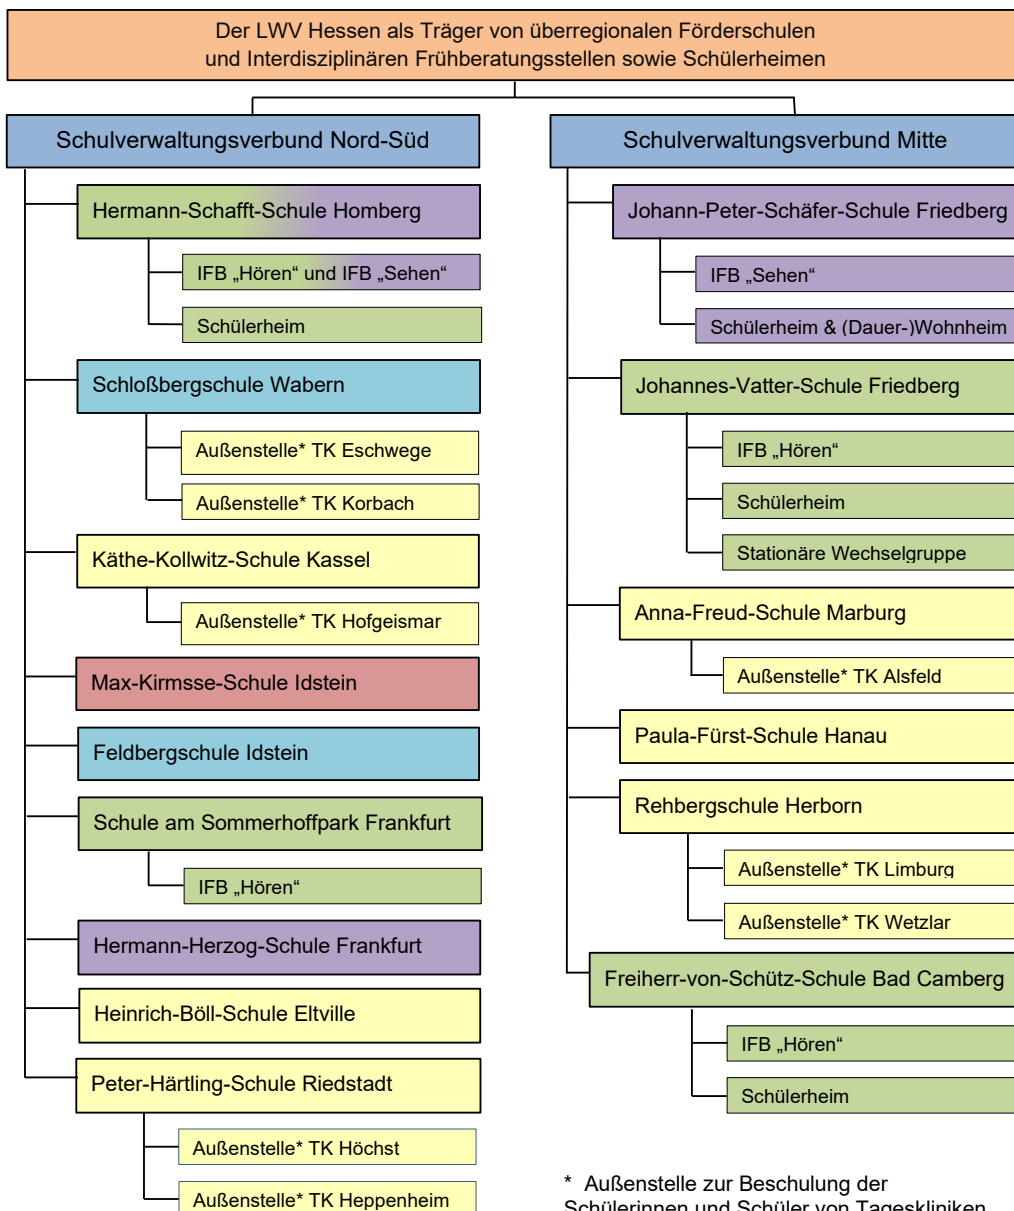 Der LWV Hessen als Träger von überregionalen Förderschulen
und Interdisziplinären Frühberatungsstellen sowie Schülerheimen
Schulverwaltungsverbund Nord-Süd
Hermann-Schafft-Schule Homberg
IFB „Hören“ und IFB „Sehen“
Schülerheim
Schloßbergschule Wabern
Außenstelle* TK Eschwege
Außenstelle* TK Korbach
Käthe-Kollwitz-Schule Kassel
Außenstelle* TK Hofgeismar
Max-Kirmsse-Schule Idstein
Feldbergschule Idstein
Schule am Sommerhoffpark Frankfurt
IFB „Hören“
Hermann-Herzog-Schule Frankfurt
Heinrich-Böll-Schule Eltville
Peter-Härtling-Schule Riedstadt
Außenstelle* TK Höchst
Außenstelle* TK Heppenheim
Schulverwaltungsverbund Mitte
Johann-Peter-Schäfer-Schule Friedberg
IFB „Sehen“
Schülerheim & (Dauer-)Wohnheim
Johannes-Vatter-Schule Friedberg
IFB „Hören“
Schülerheim
Stationäre Wechselgruppe
Anna-Freud-Schule Marburg
Außenstelle* TK Alsfeld
Paula-Fürst-Schule Hanau
Rehbergschule Herborn
Außenstelle* TK Limburg
Außenstelle* TK Wetzlar
Freiherr-von-Schütz-Schule Bad Camberg
IFB „Hören“
Schülerheim
* Außenstelle zur Beschulung der
Schülerinnen und Schüler von Tageskliniken